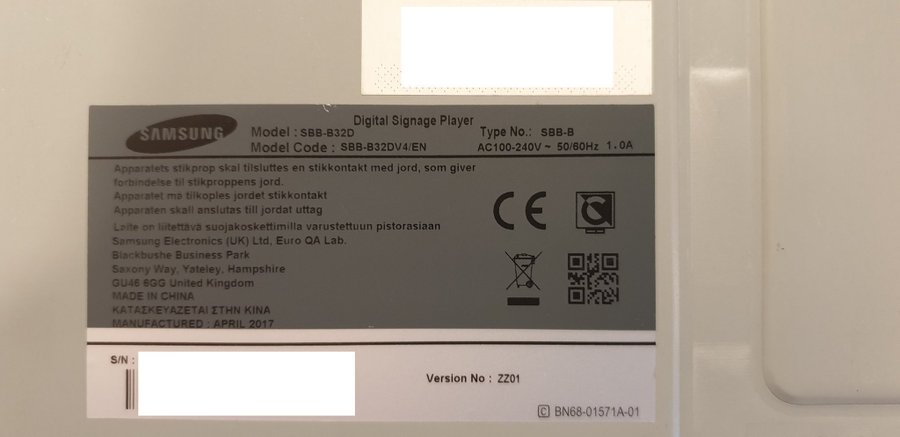 Digital Signage Player
SAMSUNG
Model : SBB-B32D
Type No.: SBB-B
Model Code : SBB-B32DV4/EN
AC100-240V ~ 50/60Hz 1.0A
Apparatets stikprop skal tilsluttes en stikkontakt med jord, som giver
forbindelse til stikproppens jord.
Apparatet ma tilkoples jordet stikkontakt
Apparaten skall anslutas till jordat uttag
Laite on liitettävä suojakoskettimilla varustettuun pistorasiaan
Samsung Electronics (UK) Ltd, Euro QA Lab.
Blackbushe Business Park
Saxony Way, Yateley, Hampshire
GU46 6GG United Kingdom
MADE IN CHINA
ΚΑΤΑΣΚΕΥΑΖΕΤΑΙ ΣΤΗΝ ΚΙΝΑ
MANUFACTURED : APRIL 2017
CE
S/N :
Version No : ZZ01
C BN68-01571A-01